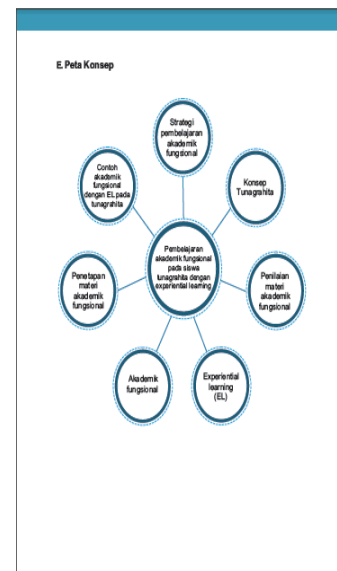 E. Peta Konsep
Strategi
pembelajaran
akademik
fungsional
Contoh
akademik
fungsional
dengan EL pada
tunagrahita
Konsep
Tunagrahita
Pembelajaran
akademik fungsional
pada siswa
tunagrahita dengan
experiential learning
Penetapan
materi
akademik
fungsional
Penilaian
materi
akademik
fungsional
Akademik
fungsional
Experiential
learning
(EL)